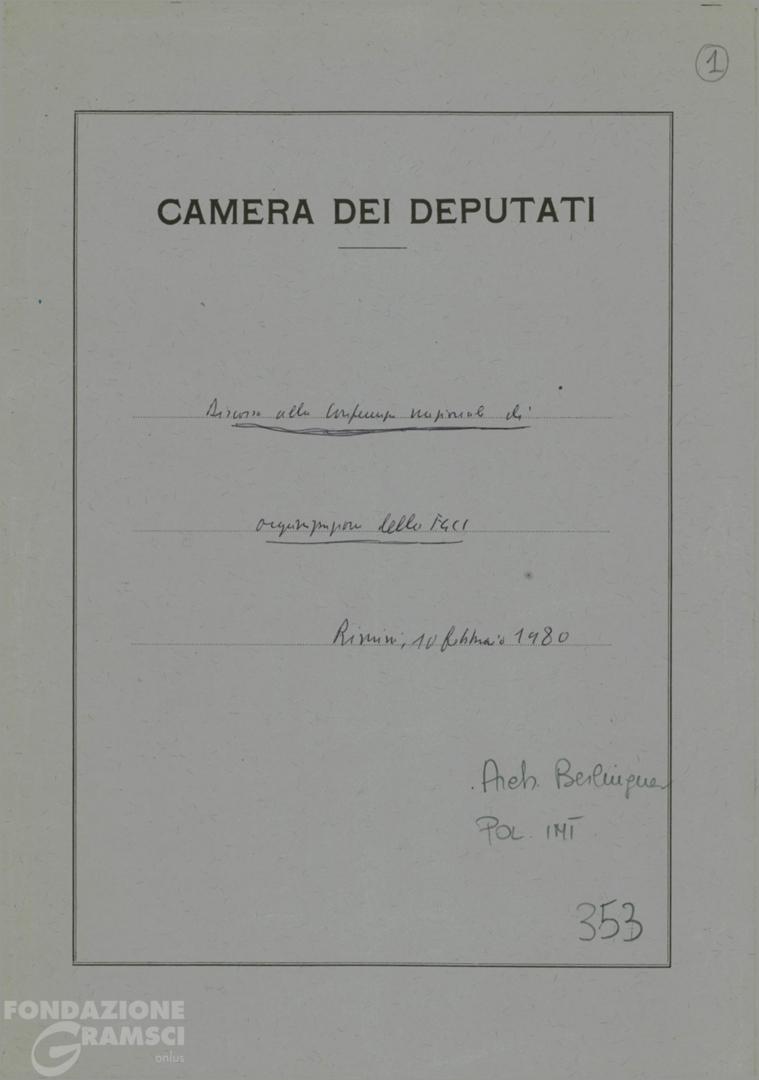 1
CAMERA DEI DEPUTATI
Discorso alla Conferenza nazionale di
organizzazione della FGCI
Rimini, 10 febbraio 1980
Arch. Berlinguer
POL. INT
353
FONDAZIONE
GRAMSCI
onlus